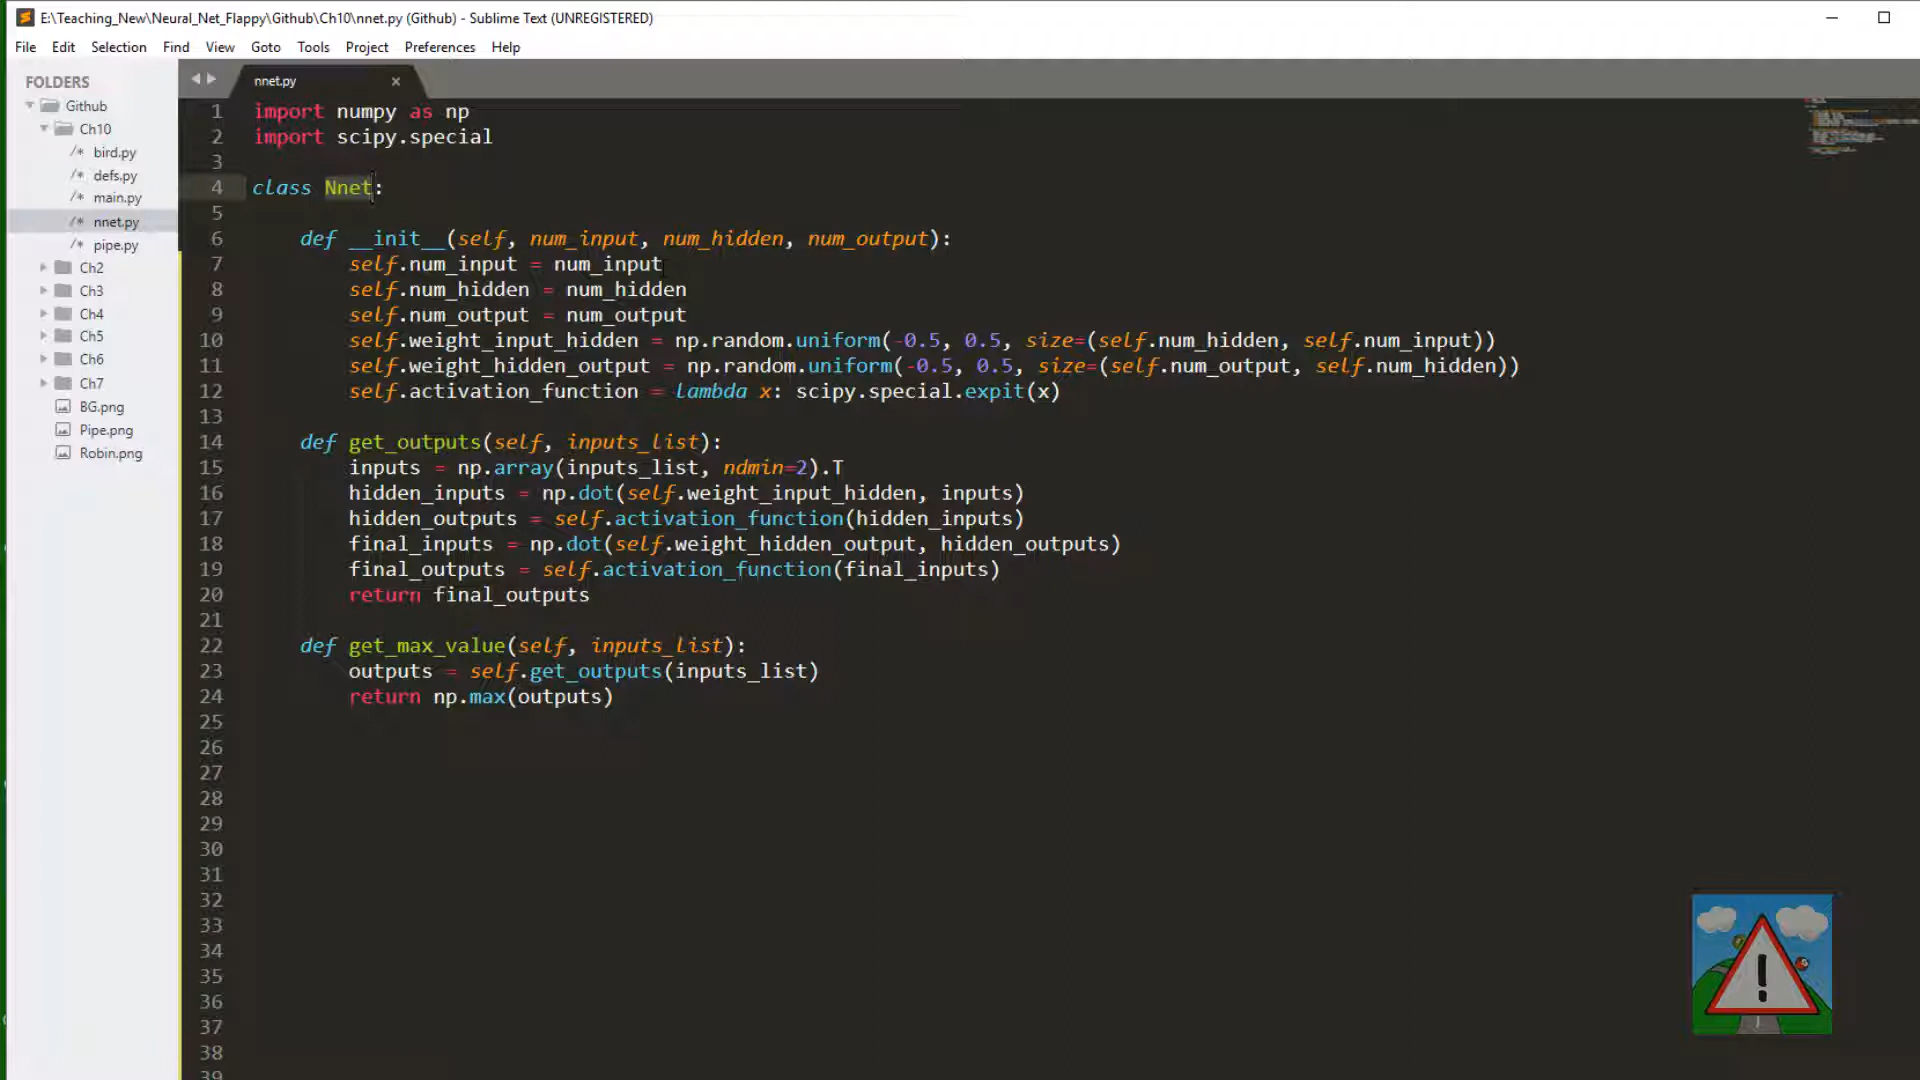 E:\Teaching_New\Neural_Net_Flappy\Github\Ch10\nnet.py (Github) - Sublime Text (UNREGISTERED)
File Edit Selection Find View Goto Tools Project Preferences Help
FOLDERS
Github
Ch10
/* bird.py
/* defs.py
/* main.py
/* nnet.py
/* pipe.py
Ch2
Ch3
Ch4
Ch5
Ch6
Ch7
BG.png
Pipe.png
Robin.png
nnet.py
1 import numpy as np
2 import scipy.special
3
4 class Nnet:
5
6     def __init__(self, num_input, num_hidden, num_output):
7         self.num_input = num_input
8         self.num_hidden = num_hidden
9         self.num_output = num_output
10         self.weight_input_hidden = np.random.uniform(-0.5, 0.5, size=(self.num_hidden, self.num_input))
11         self.weight_hidden_output = np.random.uniform(-0.5, 0.5, size=(self.num_output, self.num_hidden))
12         self.activation_function = lambda x: scipy.special.expit(x)
13
14     def get_outputs(self, inputs_list):
15         inputs = np.array(inputs_list, ndmin=2).T
16         hidden_inputs = np.dot(self.weight_input_hidden, inputs)
17         hidden_outputs = self.activation_function(hidden_inputs)
18         final_inputs = np.dot(self.weight_hidden_output, hidden_outputs)
19         final_outputs = self.activation_function(final_inputs)
20         return final_outputs
21
22     def get_max_value(self, inputs_list):
23         outputs = self.get_outputs(inputs_list)
24         return np.max(outputs)
25
26
27
28
29
30
31
32
33
34
35
36
37
38
39
!